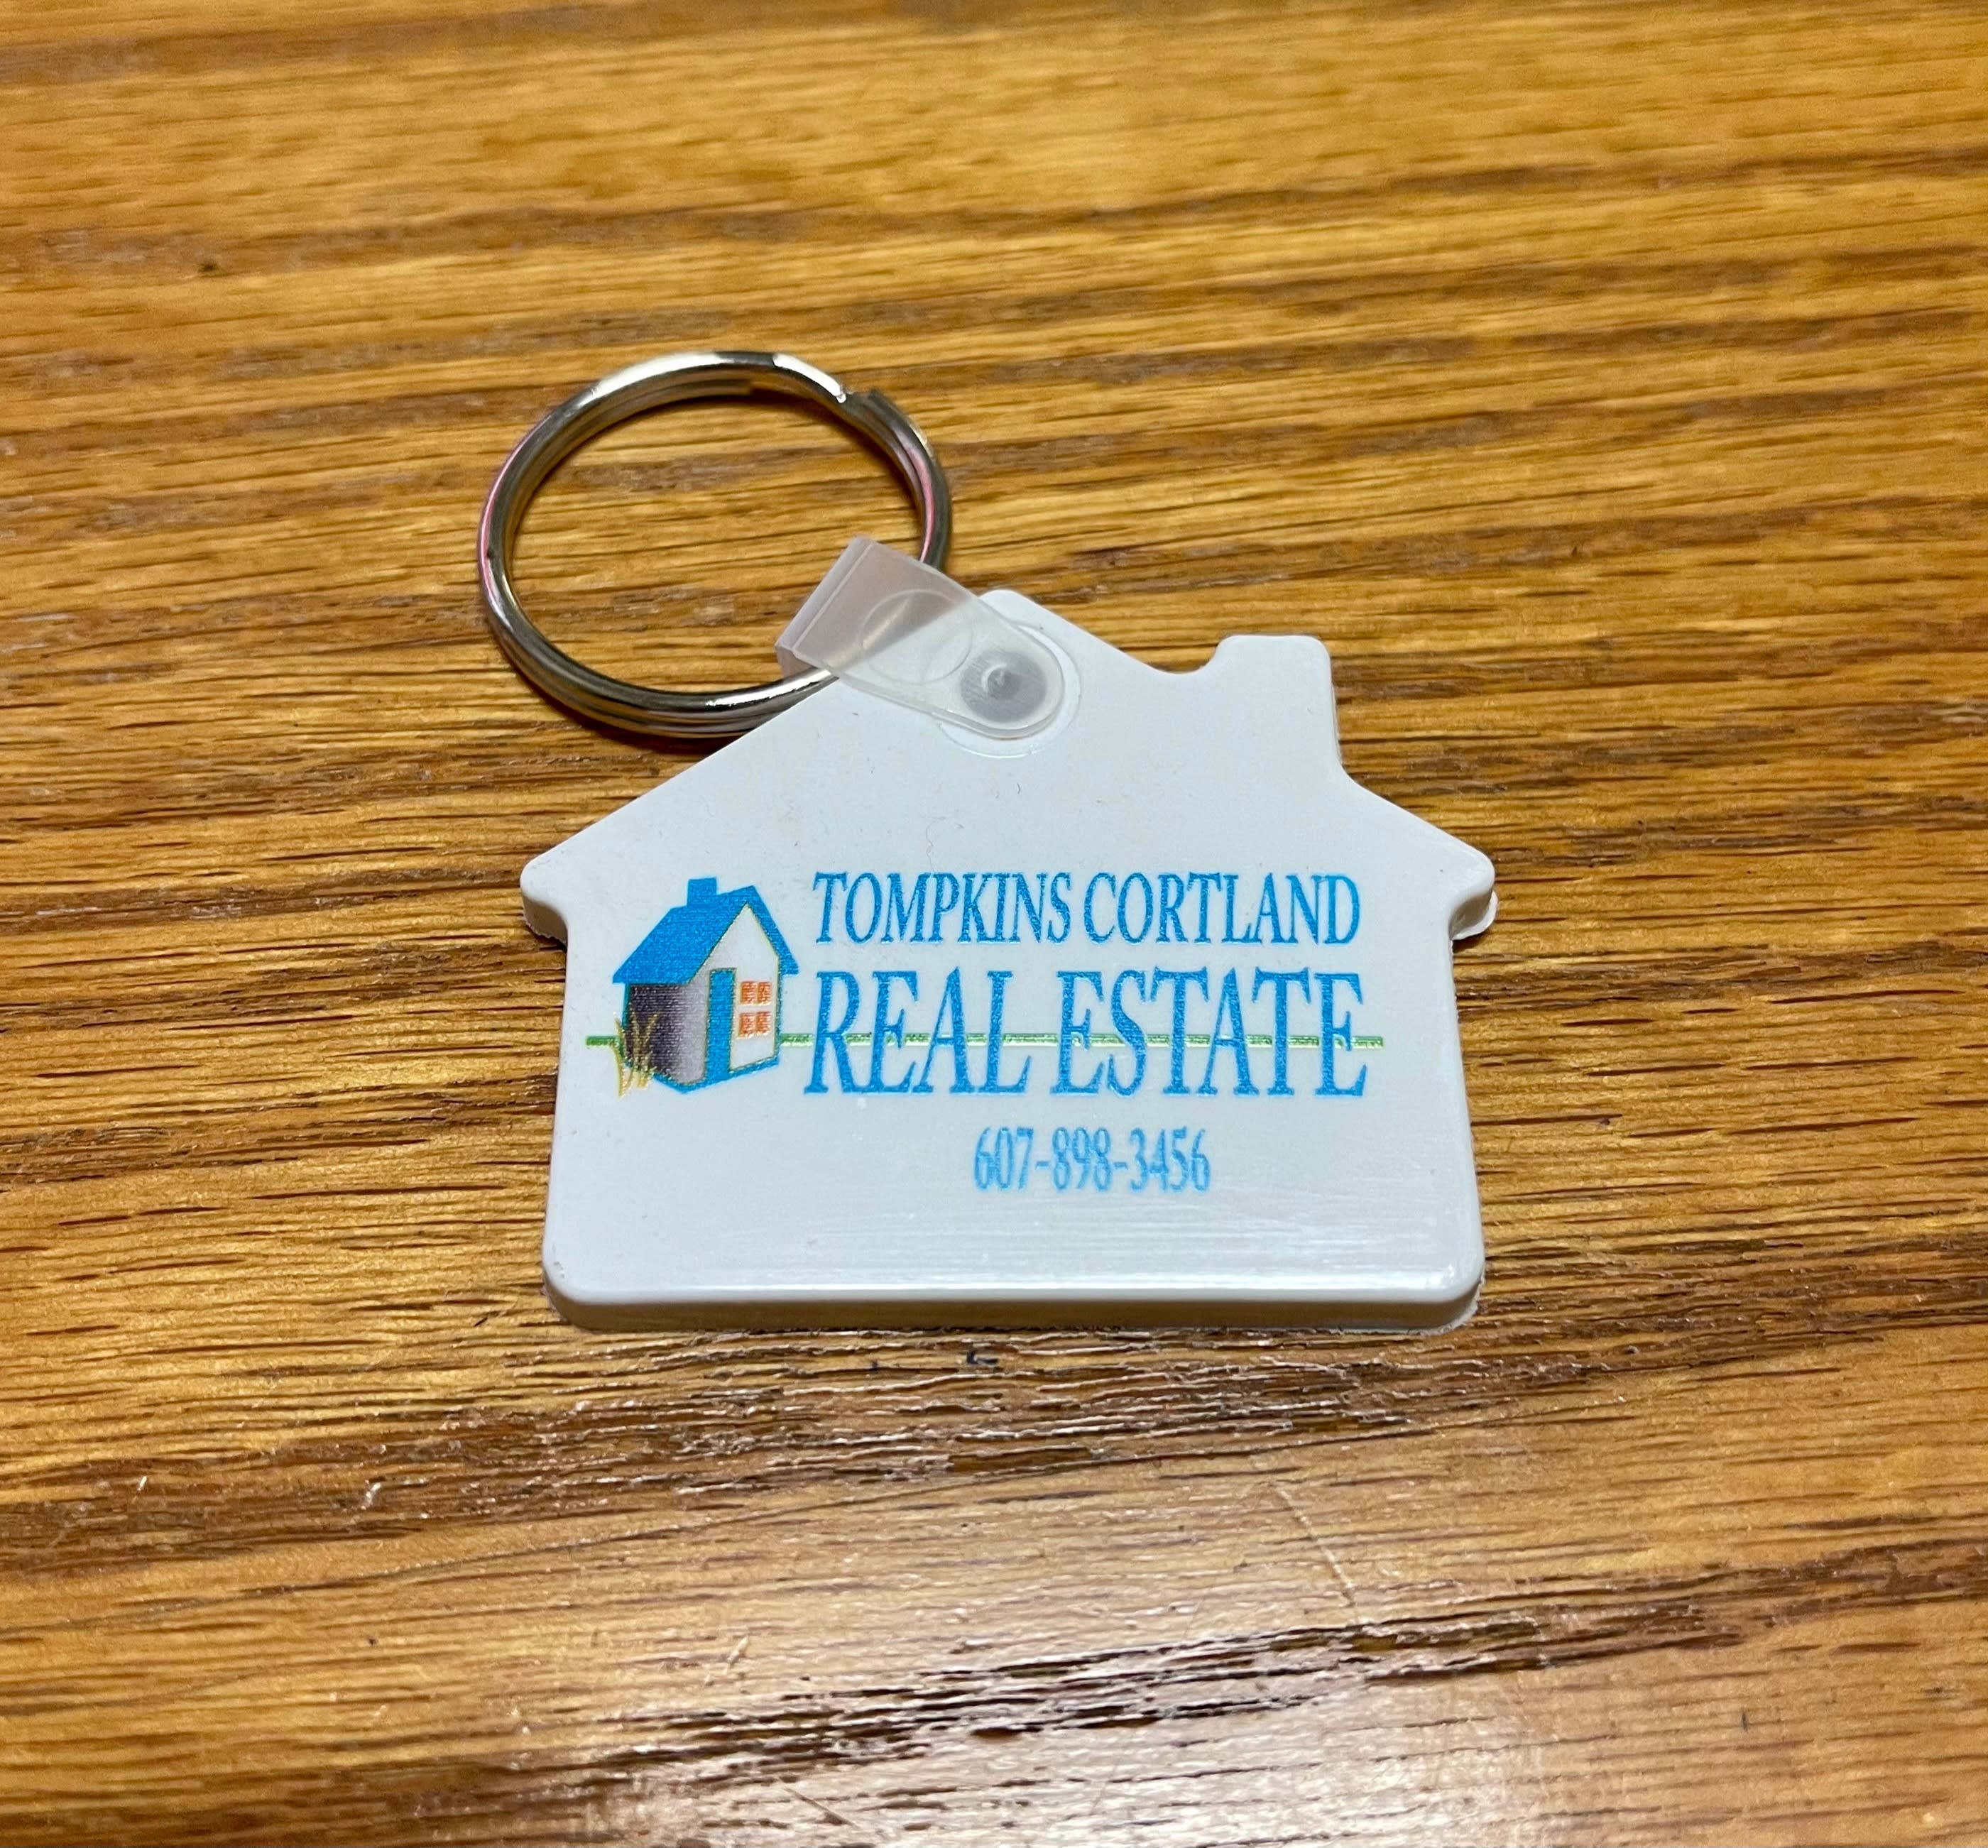 TOMPKINS CORTLAND
REAL ESTATE
607-898-3456